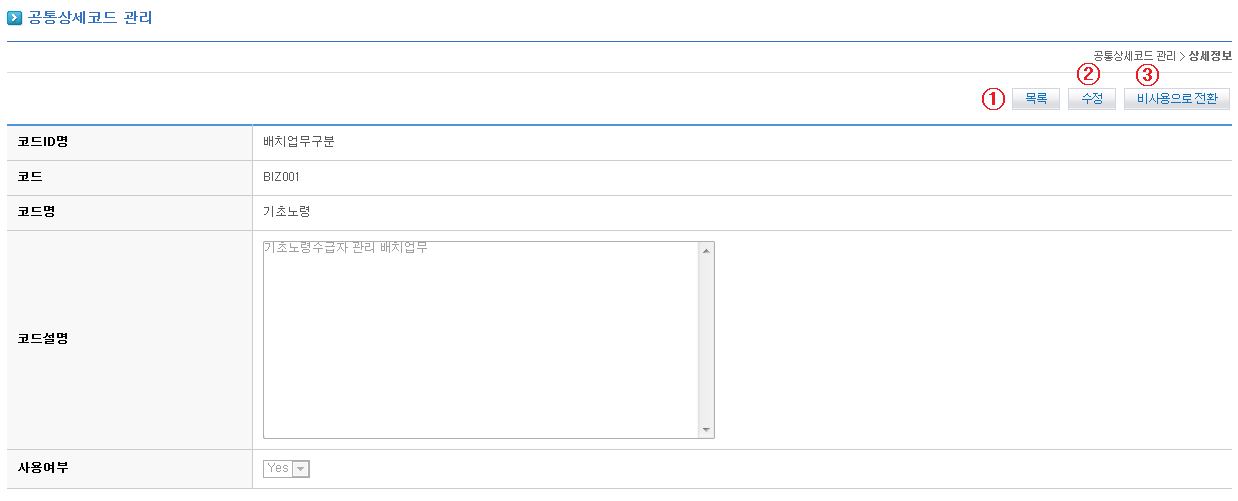 공통상세코드 관리
공통상세코드 관리 > 상세정보
① 목록 ② 수정 ③ 비사용으로 전환
코드ID명 배치업무구분
코드 BIZ001
코드명 기초노령
코드설명 기초노령수급자 관리 배치업무
사용여부 Yes